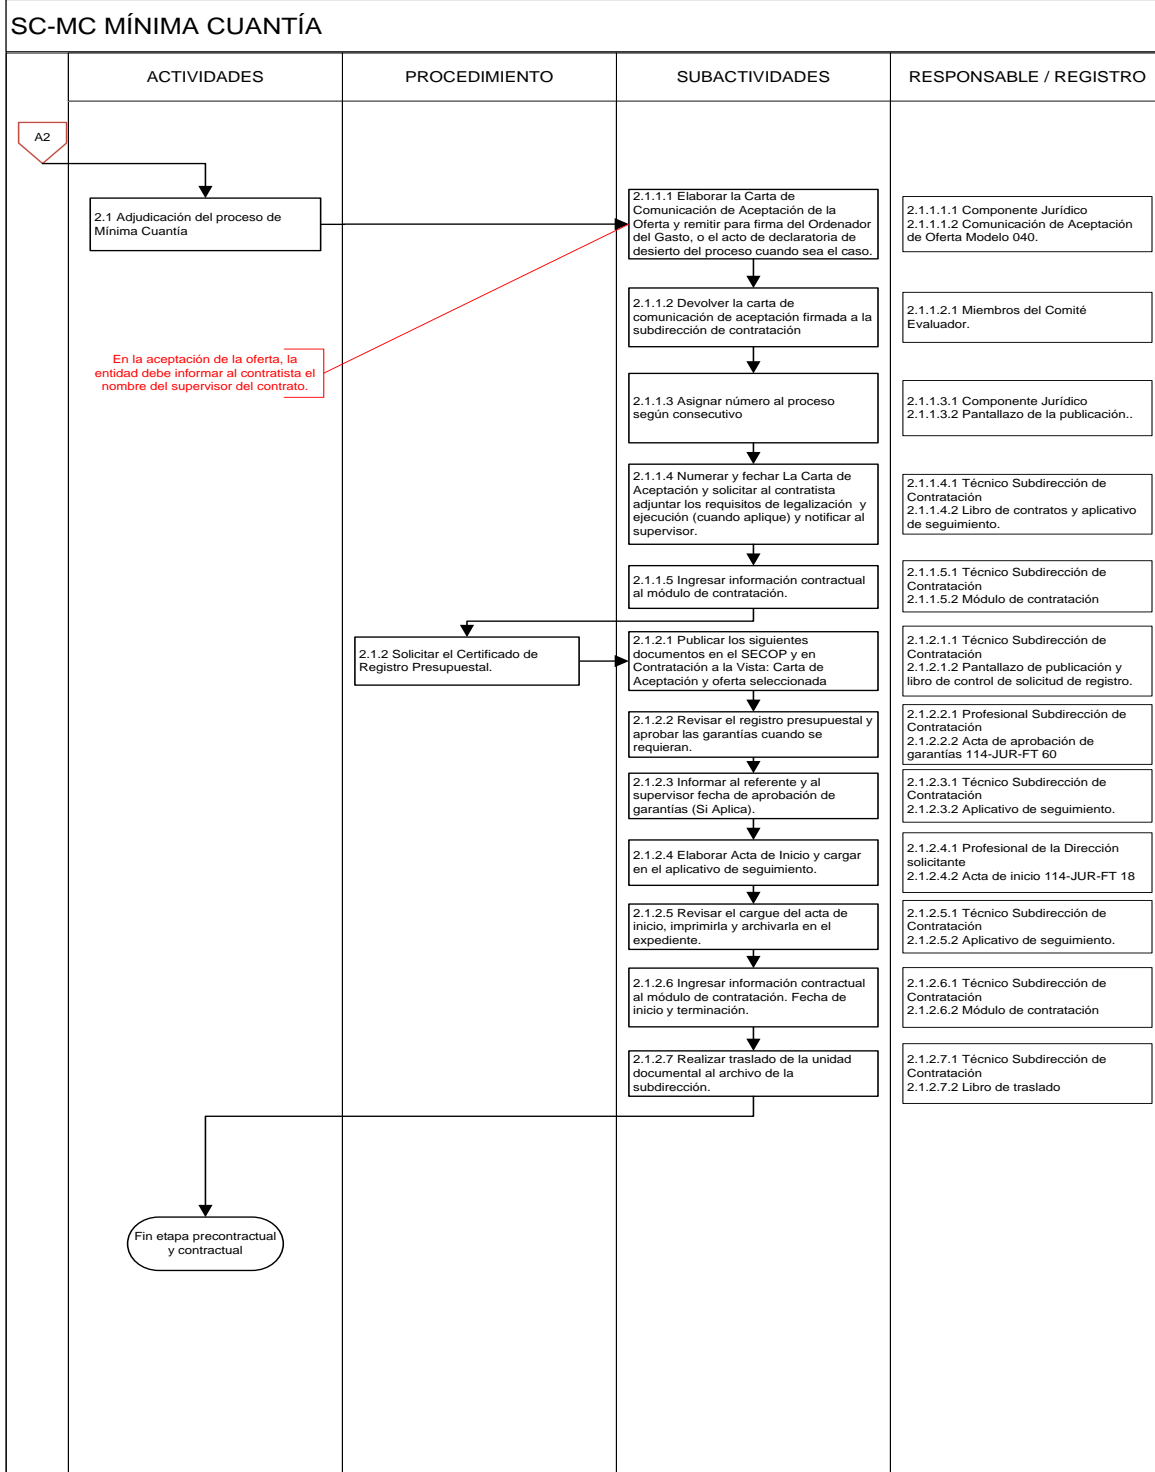 SC-MC MÍNIMA CUANTÍA
ACTIVIDADES
PROCEDIMIENTO
SUBACTIVIDADES
RESPONSABLE / REGISTRO
A2
2.1 Adjudicación del proceso de
Mínima Cuantía
2.1.1.1 Elaborar la Carta de
Comunicación de Aceptación de la
Oferta y remitir para firma del Ordenador
del Gasto, o el acto de declaratoria de
desierto del proceso cuando sea el caso.
2.1.1.1.1 Componente Jurídico
2.1.1.1.2 Comunicación de Aceptación
de Oferta Modelo 040.
2.1.1.2 Devolver la carta de
comunicación de aceptación firmada a la
subdirección de contratación
2.1.1.2.1 Miembros del Comité
Evaluador.
En la aceptación de la oferta, la
entidad debe informar al contratista el
nombre del supervisor del contrato.
2.1.1.3 Asignar número al proceso
según consecutivo
2.1.1.3.1 Componente Jurídico
2.1.1.3.2 Pantallazo de la publicación..
2.1.1.4 Numerar y fechar La Carta de
Aceptación y solicitar al contratista
adjuntar los requisitos de legalización  y
ejecución (cuando aplique) y notificar al
supervisor.
2.1.1.4.1 Técnico Subdirección de
Contratación
2.1.1.4.2 Libro de contratos y aplicativo
de seguimiento.
2.1.1.5 Ingresar información contractual
al módulo de contratación.
2.1.1.5.1 Técnico Subdirección de
Contratación
2.1.1.5.2 Módulo de contratación
2.1.2 Solicitar el Certificado de
Registro Presupuestal.
2.1.2.1 Publicar los siguientes
documentos en el SECOP y en
Contratación a la Vista: Carta de
Aceptación y oferta seleccionada
2.1.2.1.1 Técnico Subdirección de
Contratación
2.1.2.1.2 Pantallazo de publicación y
libro de control de solicitud de registro.
2.1.2.2 Revisar el registro presupuestal y
aprobar las garantías cuando se
requieran.
2.1.2.2.1 Profesional Subdirección de
Contratación
2.1.2.2.2 Acta de aprobación de
garantías 114-JUR-FT 60
2.1.2.3 Informar al referente y al
supervisor fecha de aprobación de
garantías (Si Aplica).
2.1.2.3.1 Técnico Subdirección de
Contratación
2.1.2.3.2 Aplicativo de seguimiento.
2.1.2.4 Elaborar Acta de Inicio y cargar
en el aplicativo de seguimiento.
2.1.2.4.1 Profesional de la Dirección
solicitante
2.1.2.4.2 Acta de inicio 114-JUR-FT 18
2.1.2.5 Revisar el cargue del acta de
inicio, imprimirla y archivarla en el
expediente.
2.1.2.5.1 Técnico Subdirección de
Contratación
2.1.2.5.2 Aplicativo de seguimiento.
2.1.2.6 Ingresar información contractual
al módulo de contratación. Fecha de
inicio y terminación.
2.1.2.6.1 Técnico Subdirección de
Contratación
2.1.2.6.2 Módulo de contratación
2.1.2.7 Realizar traslado de la unidad
documental al archivo de la
subdirección.
2.1.2.7.1 Técnico Subdirección de
Contratación
2.1.2.7.2 Libro de traslado
Fin etapa precontractual
y contractual